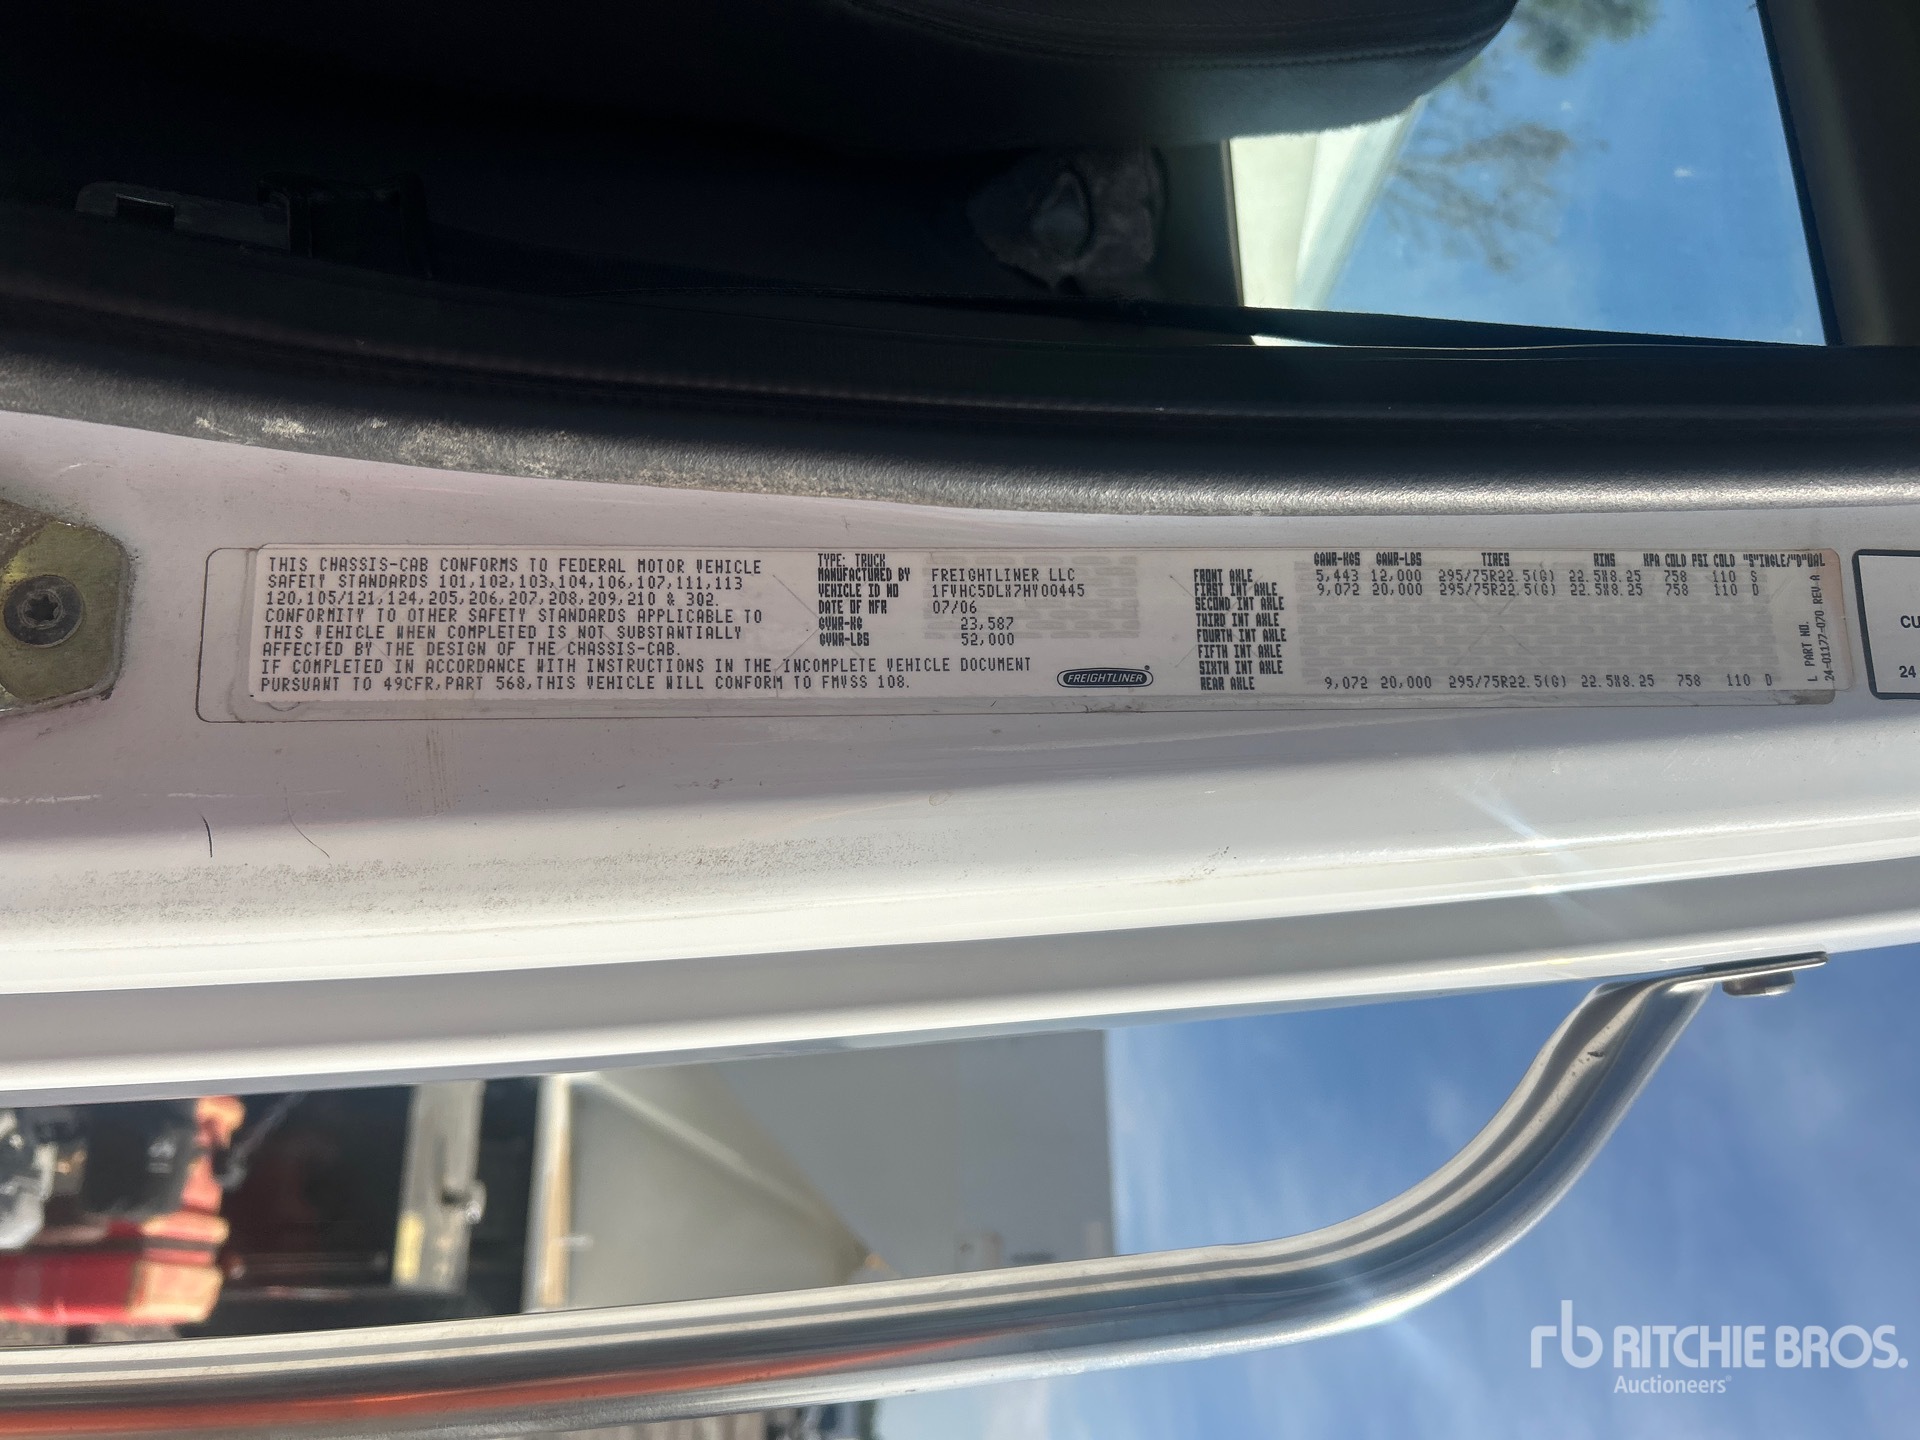 THIS CHASSIS-CAB CONFORMS TO FEDERAL MOTOR VEHICLE
SAFETY STANDARDS 101,102,103,104,106,107,111,113
120,105/121,124,205,206,207,208,209,210 & 302.
CONFORMITY TO OTHER SAFETY STANDARDS APPLICABLE TO
THIS VEHICLE WHEN COMPLETED IS NOT SUBSTANTIALLY
AFFECTED BY THE DESIGN OF THE CHASSIS-CAB.
IF COMPLETED IN ACCORDANCE WITH INSTRUCTIONS IN THE INCOMPLETE VEHICLE DOCUMENT
PURSUANT TO 49CFR,PART 568,THIS VEHICLE WILL CONFORM TO FMVSS 108.
TYPE: TRUCK
MANUFACTURED BY FREIGHTLINER LLC
VEHICLE ID NO 1FVHC5DLX7HY00445
DATE OF MFR 07/06
GVWR-KG 23,587
GVWR-LBS 52,000
FREIGHTLINER
GAWR-KGS GAWR-LBS TIRES RIMS KPA COLD PSI COLD "S"INGLE/"D"UAL
FRONT AXLE 5,443 12,000 295/75R22.5(G) 22.5X8.25 758 110 S
FIRST INT AXLE 9,072 20,000 295/75R22.5(G) 22.5X8.25 758 110 D
SECOND INT AXLE
THIRD INT AXLE
FOURTH INT AXLE
FIFTH INT AXLE
SIXTH INT AXLE
REAR AXLE 9,072 20,000 295/75R22.5(G) 22.5X8.25 758 110 D
L PART NO.
24-01177-070 REV-A
CU
24
rb RITCHIE BROS.
Auctioneers